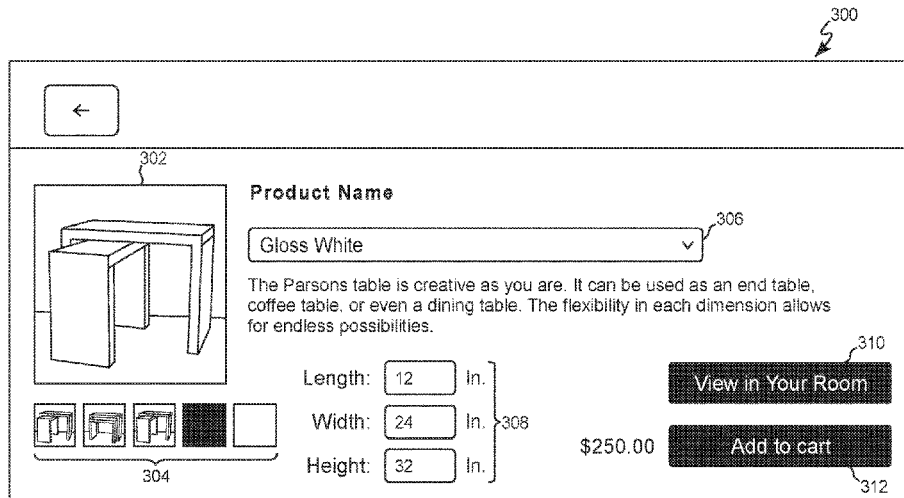 300
←
302
Product Name
Gloss White
306
The Parsons table is creative as you are. It can be used as an end table,
coffee table, or even a dining table. The flexibility in each dimension allows
for endless possibilities.
Length: 12 In.
Width: 24 In.
Height: 32 In.
308
310
View in Your Room
$250.00 Add to cart
304
312